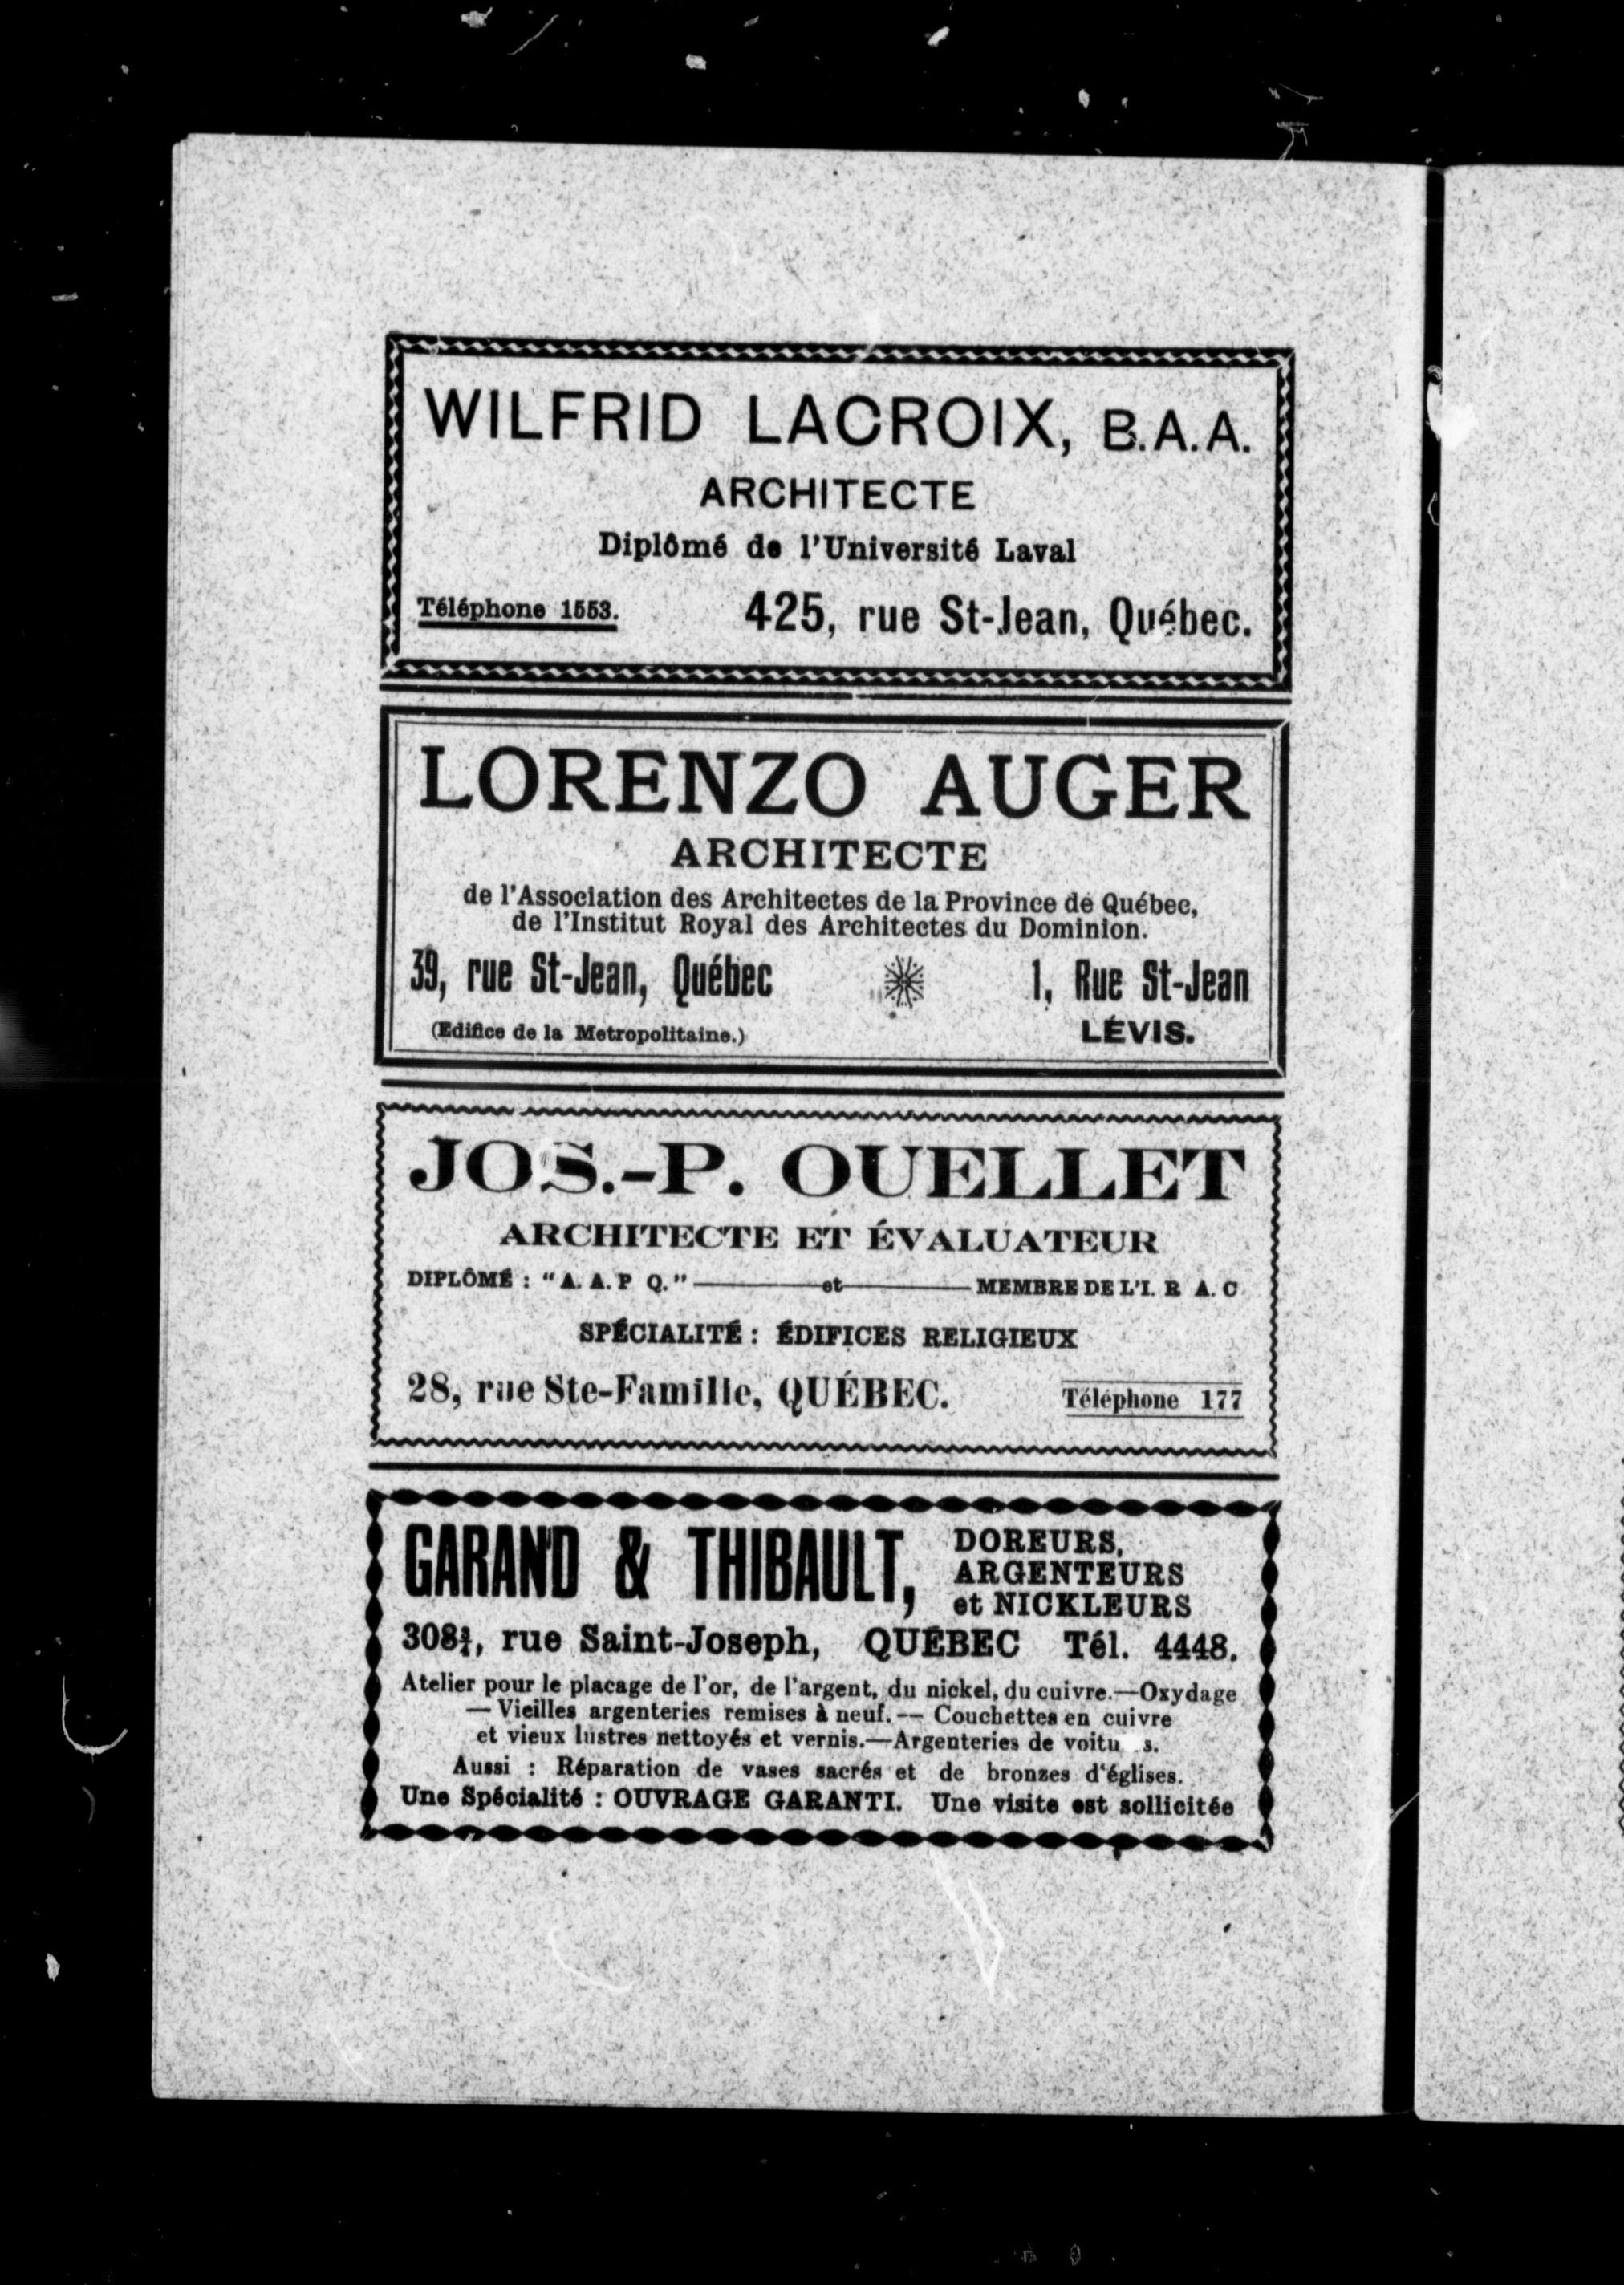 WILFRID LACROIX, B.A.A.
ARCHITECTE
Diplômé de l'Université Laval
Téléphone 1553. 425, rue St-Jean, Québec.
LORENZO AUGER
ARCHITECTE
de l'Association des Architectes de la Province de Québec,
de l'Institut Royal des Architectes du Dominion.
39, rue St-Jean, Québec 1, Rue St-Jean
(Edifice de la Metropolitaine.) LÉVIS.
JOS.-P. OUELLET
ARCHITECTE ET ÉVALUATEUR
DIPLÔMÉ : "A. A. P Q." — et — MEMBRE DE L'I. R A. C
SPÉCIALITÉ : ÉDIFICES RELIGIEUX
28, rue Ste-Famille, QUÉBEC. Téléphone 177
GARAND & THIBAULT, DOREURS,
ARGENTEURS
et NICKLEURS
rue Saint-Joseph, QUÉBEC Tél. 4448.
Atelier pour le placage de l'or, de l'argent, du nickel, du cuivre.—Oxydage
— Vieilles argenteries remises à neuf. — Couchettes en cuivre
et vieux lustres nettoyés et vernis.—Argenteries de
Aussi : Réparation de vases sacrés et de bronzes d'églises.
Une Spécialité : OUVRAGE GARANTI. Une visite est sollicitée